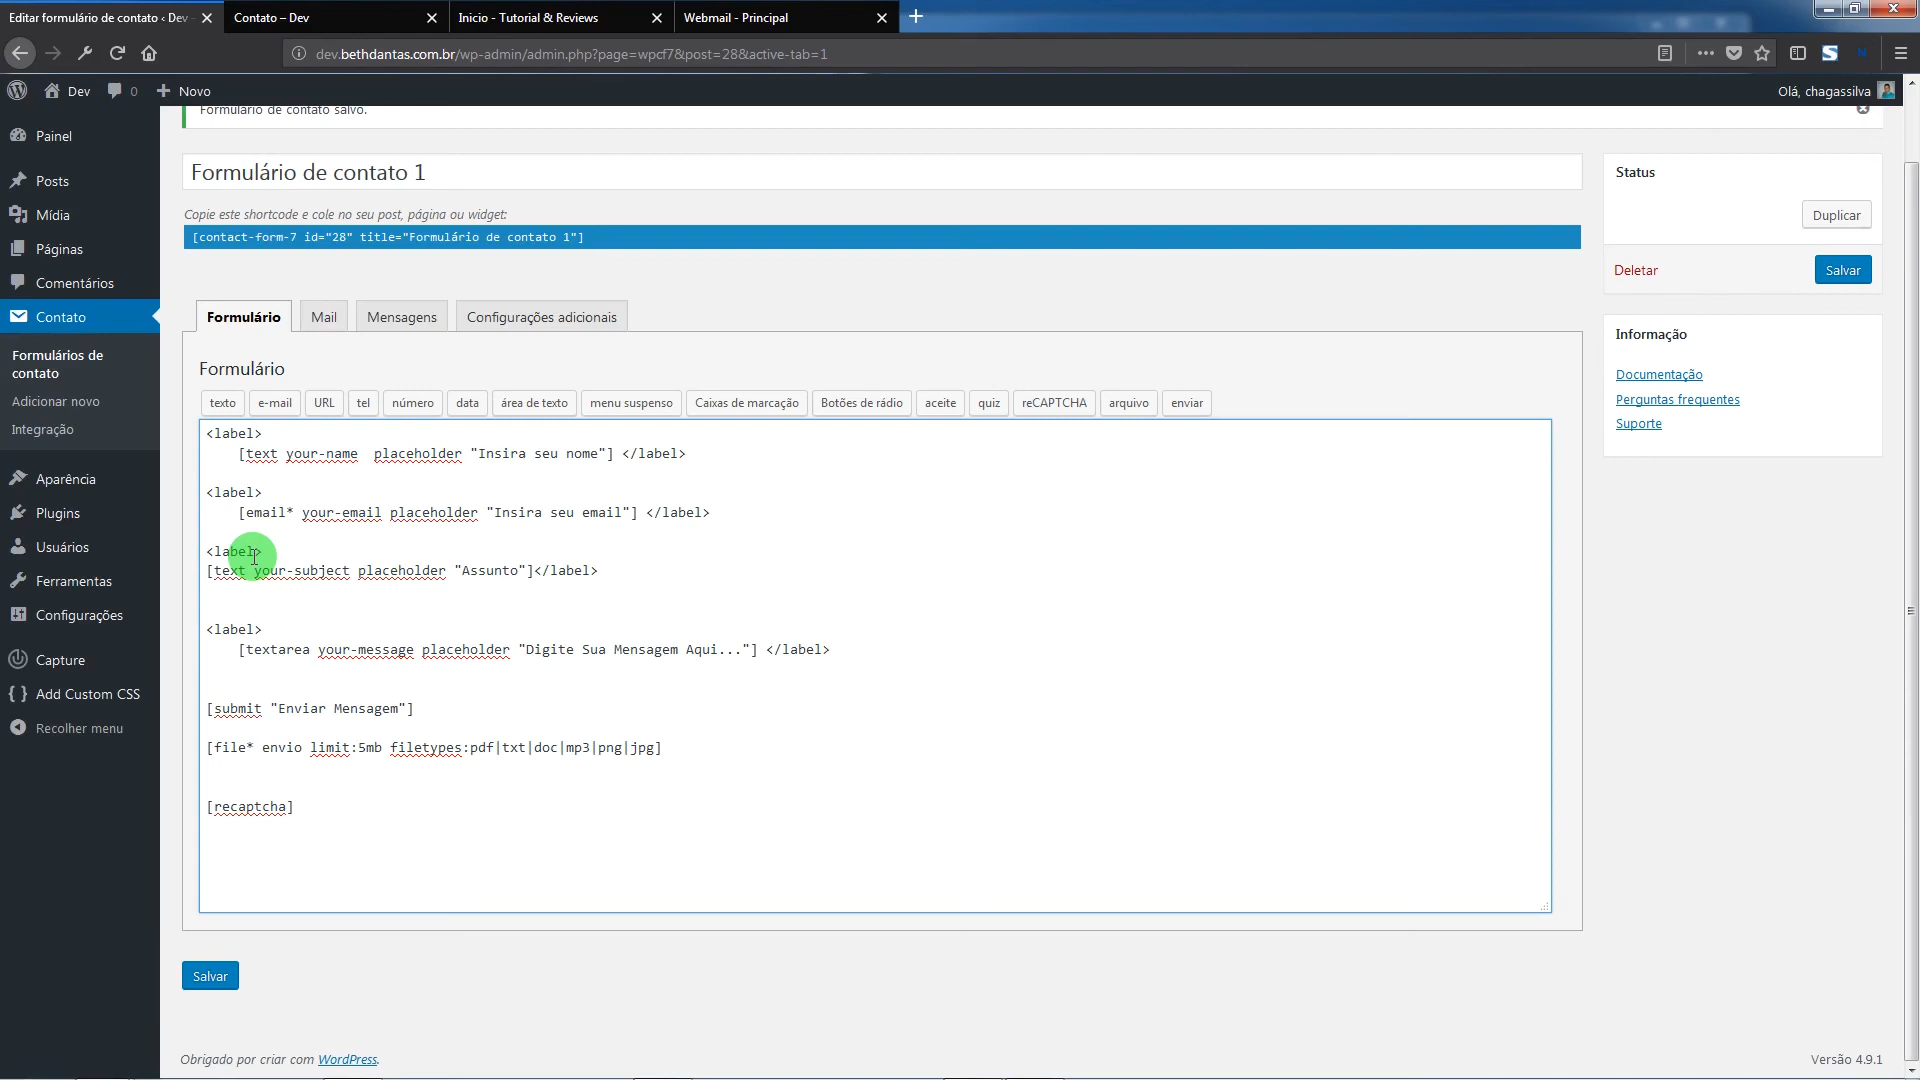 Editar formulário de contato ‹ Dev
Contato – Dev
Inicio - Tutorial & Reviews
Webmail - Principal
dev.bethdantas.com.br/wp-admin/admin.php?page=wpcf7&post=28&active-tab=1
Dev
0
Novo
Olá, chagassilva
Painel
Posts
Mídia
Páginas
Comentários
Contato
Formulários de
contato
Adicionar novo
Integração
Aparência
Plugins
Usuários
Ferramentas
Configurações
Capture
Add Custom CSS
Recolher menu
Formulário de contato salvo.
Formulário de contato 1
Copie este shortcode e cole no seu post, página ou widget:
[contact-form-7 id="28" title="Formulário de contato 1"]
Formulário
Mail
Mensagens
Configurações adicionais
Formulário
texto
e-mail
URL
tel
número
data
área de texto
menu suspenso
Caixas de marcação
Botões de rádio
aceite
quiz
reCAPTCHA
arquivo
enviar
<label>
[text your-name  placeholder "Insira seu nome"] </label>
<label>
[email* your-email placeholder "Insira seu email"] </label>
<label>
[text your-subject placeholder "Assunto"]</label>
<label>
[textarea your-message placeholder "Digite Sua Mensagem Aqui..."] </label>
[submit "Enviar Mensagem"]
[file* envio limit:5mb filetypes:pdf|txt|doc|mp3|png|jpg]
[recaptcha]
Salvar
Status
Duplicar
Deletar
Salvar
Informação
Documentação
Perguntas frequentes
Suporte
Obrigado por criar com WordPress.
Versão 4.9.1